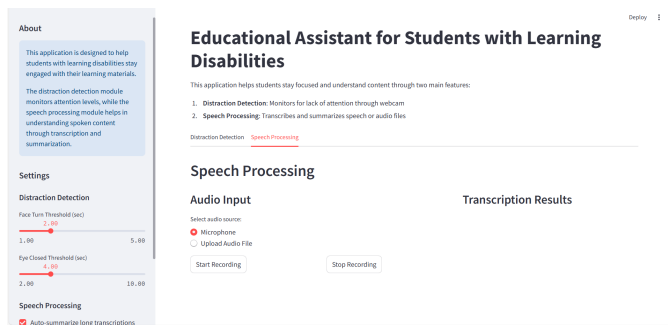 Deploy
About
This application is designed to help
students with learning disabilities stay
engaged with their learning materials.
The distraction detection module
monitors attention levels, while the
speech processing module helps in
understanding spoken content
through transcription and
summarization.
Settings
Distraction Detection
Face Turn Threshold (sec)
2.00
1.00 5.00
Eye Closed Threshold (sec)
4.00
2.00 10.00
Speech Processing
Auto-summarize long transcriptions
Educational Assistant for Students with Learning
Disabilities
This application helps students stay focused and understand content through two main features:
1. Distraction Detection: Monitors for lack of attention through webcam
2. Speech Processing: Transcribes and summarizes speech or audio files
Distraction Detection Speech Processing
Speech Processing
Audio Input
Select audio source:
Microphone
Upload Audio File
Start Recording Stop Recording
Transcription Results